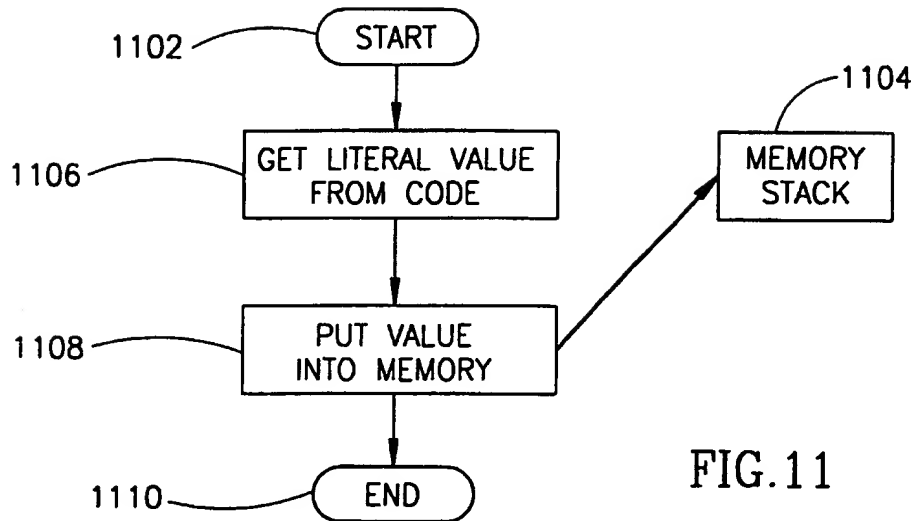 1102
START
1104
1106
GET LITERAL VALUE
FROM CODE
MEMORY
STACK
1108
PUT VALUE
INTO MEMORY
1110
END
FIG.11